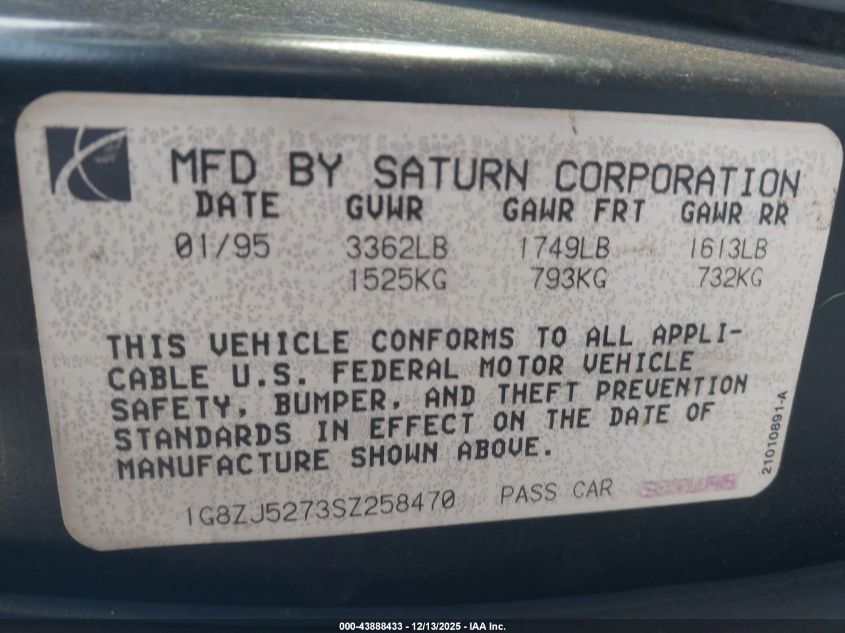 MFD BY SATURN CORPORATION
DATE GVWR GAWR FRT GAWR RR
01/95 3362LB 1749LB 1613LB
1525KG 793KG 732KG
THIS VEHICLE CONFORMS TO ALL APPLI-
CABLE U.S. FEDERAL MOTOR VEHICLE
SAFETY, BUMPER, AND THEFT PREVENTION
STANDARDS IN EFFECT ON THE DATE OF
MANUFACTURE SHOWN ABOVE.
1G8ZJ5273SZ258470 PASS CAR SATURN
21010891-A
000-43888433 - 12/13/2025 - IAA Inc.